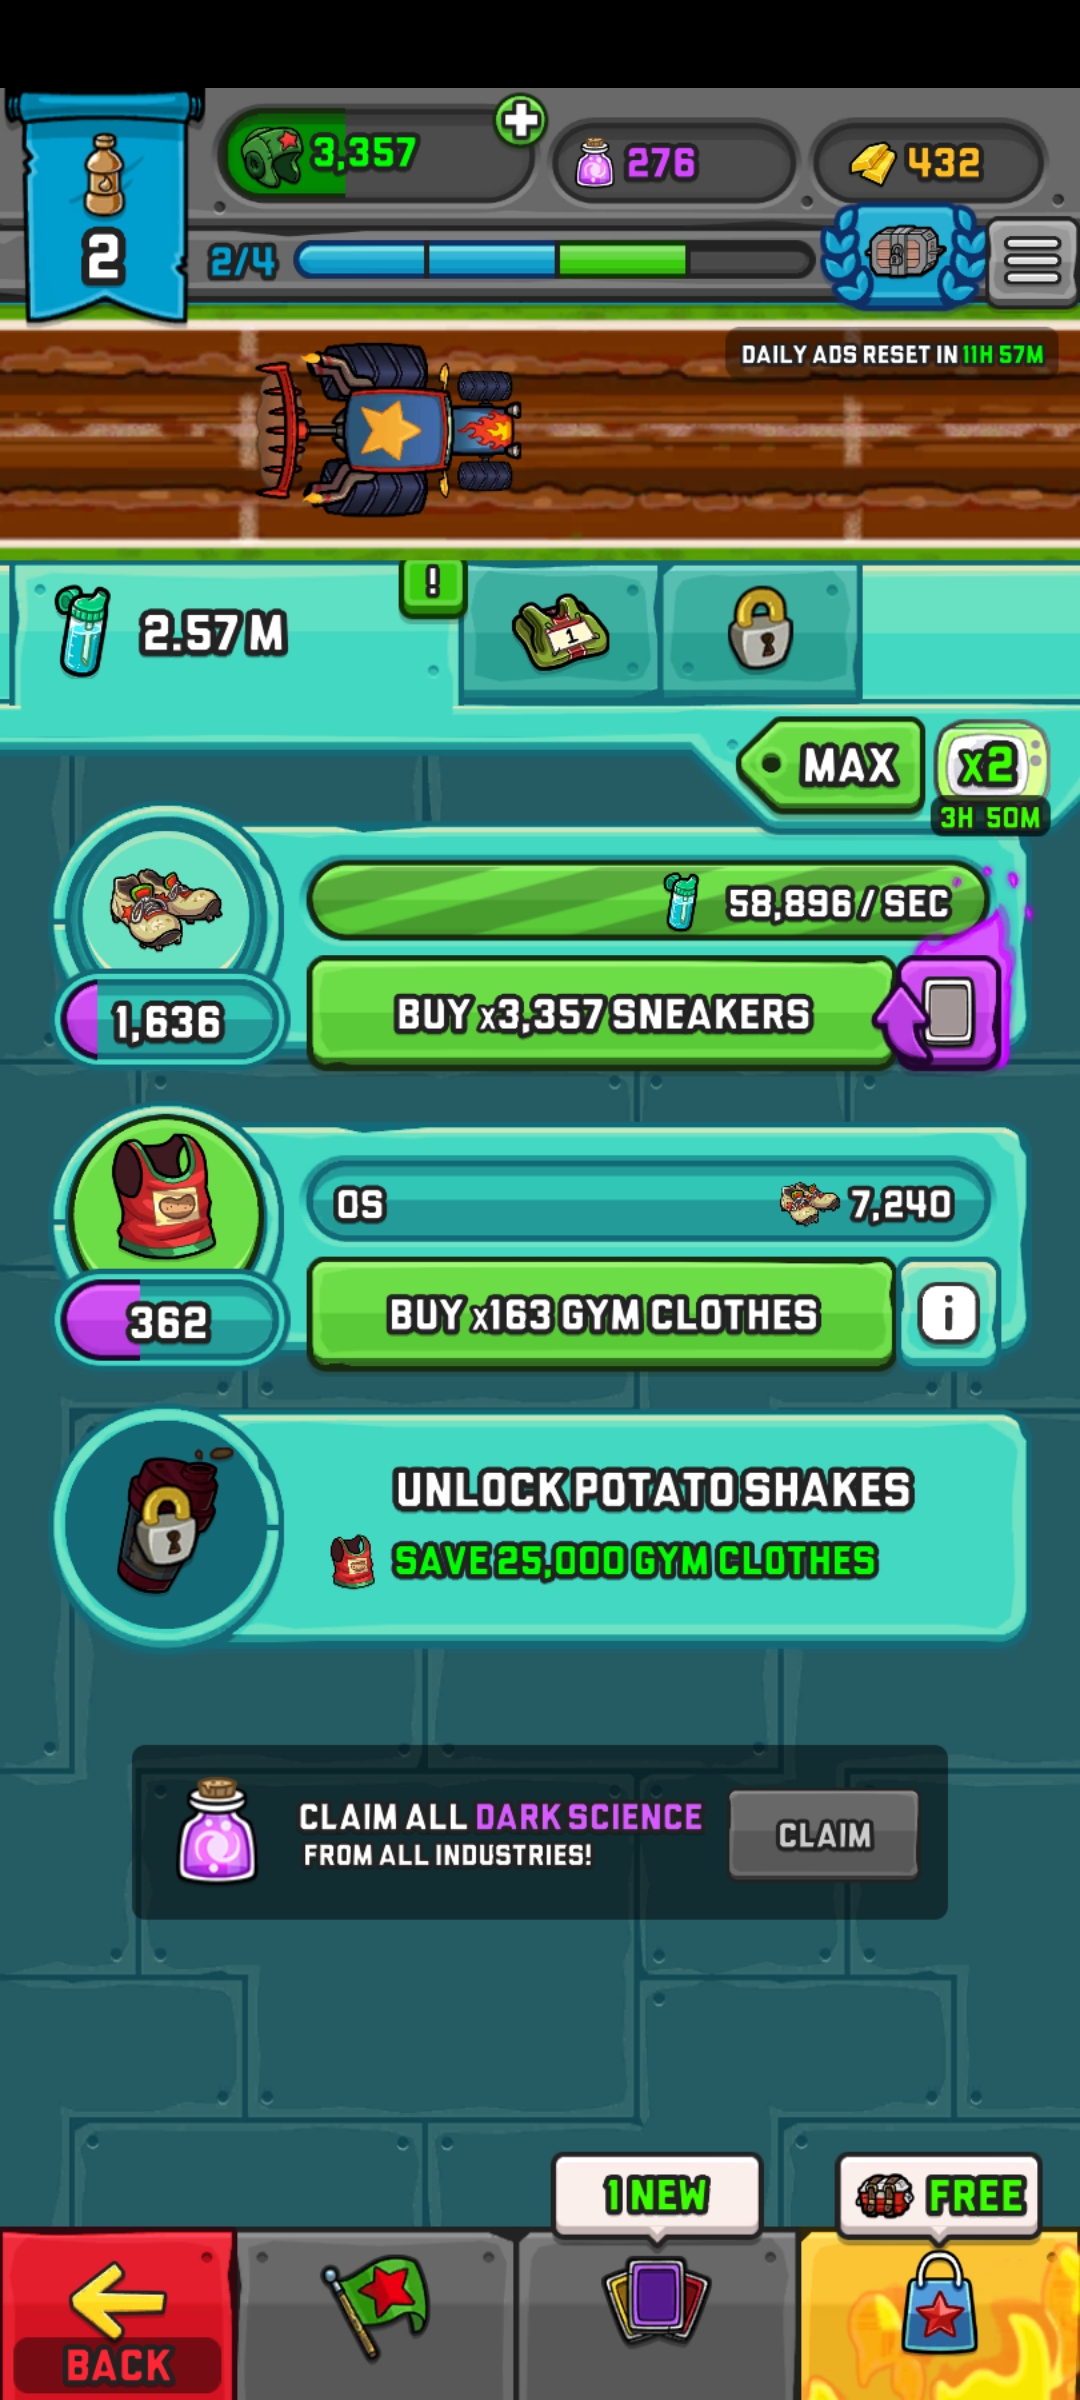 3,357
276
432
2
2/4
DAILY ADS RESET IN 11H 57M
2.57 M
!
1
MAX
x2
3H 50M
58,896 / SEC
1,636
BUY x3,357 SNEAKERS
0S
7,240
362
BUY x163 GYM CLOTHES
i
UNLOCK POTATO SHAKES
SAVE 25,000 GYM CLOTHES
CLAIM ALL DARK SCIENCE
FROM ALL INDUSTRIES!
CLAIM
1 NEW
FREE
BACK